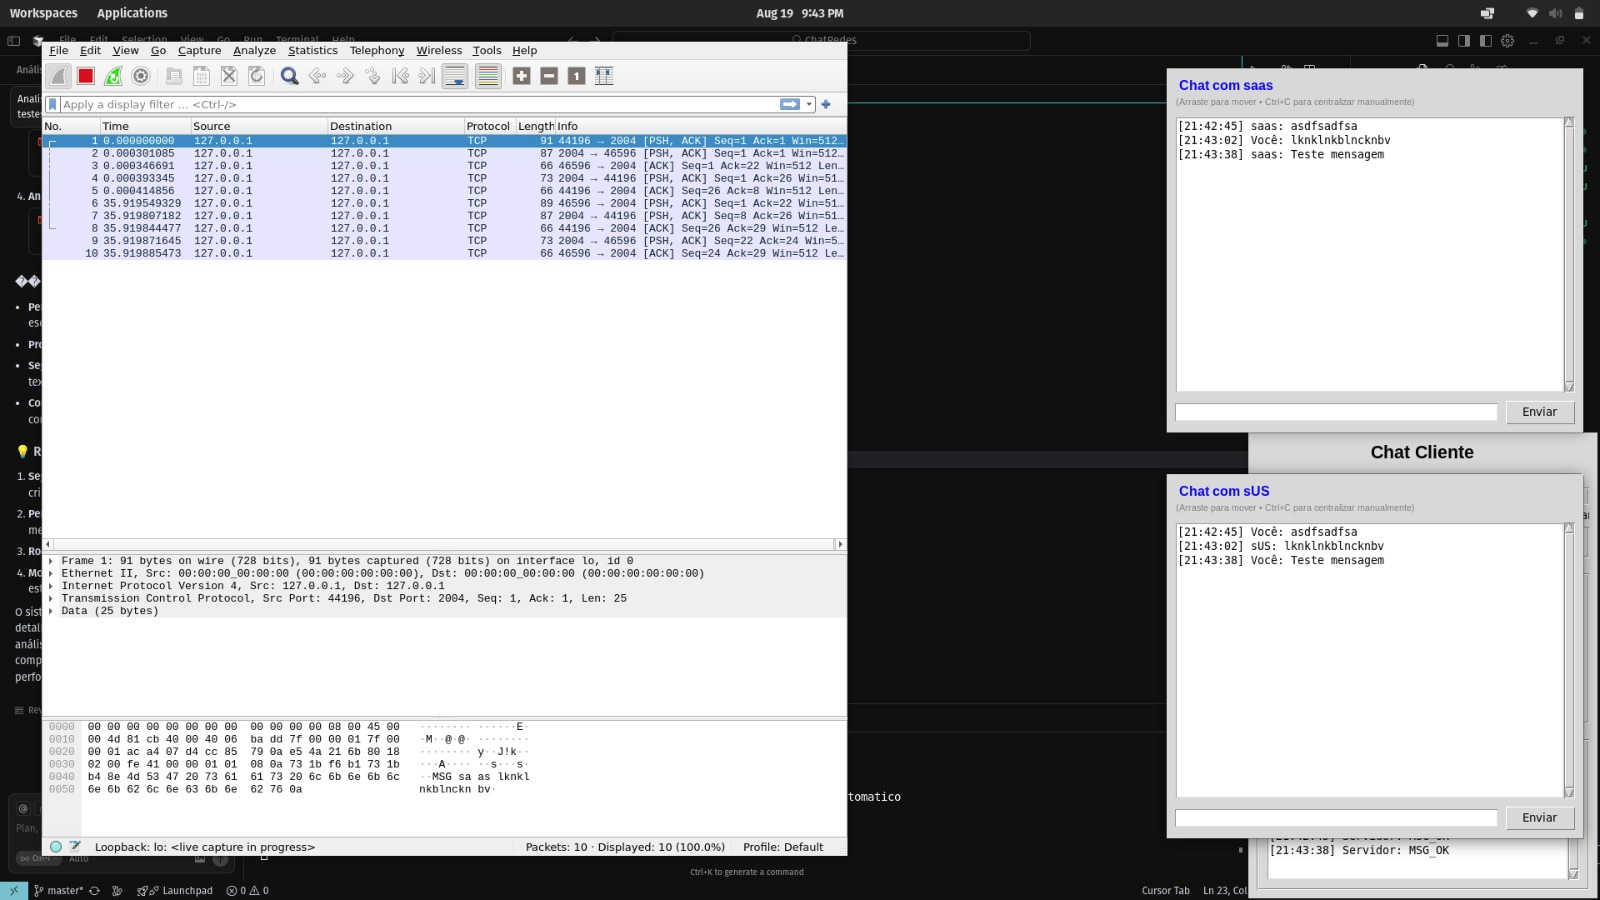 Workspaces Applications Aug 19 9:43 PM
File Edit Selection View Go Run Terminal Help ChatRedes
File Edit View Go Capture Analyze Statistics Telephony Wireless Tools Help
Apply a display filter … <Ctrl-/>
No. Time Source Destination Protocol Length Info
1 0.000000000 127.0.0.1 127.0.0.1 TCP 91 44196 → 2004 [PSH, ACK] Seq=1 Ack=1 Win=512…
2 0.000301085 127.0.0.1 127.0.0.1 TCP 87 2004 → 46596 [PSH, ACK] Seq=1 Ack=1 Win=512…
3 0.000346691 127.0.0.1 127.0.0.1 TCP 66 46596 → 2004 [ACK] Seq=1 Ack=22 Win=512 Len…
4 0.000393345 127.0.0.1 127.0.0.1 TCP 73 2004 → 44196 [PSH, ACK] Seq=1 Ack=26 Win=51…
5 0.000414856 127.0.0.1 127.0.0.1 TCP 66 44196 → 2004 [ACK] Seq=26 Ack=8 Win=512 Len…
6 35.919549329 127.0.0.1 127.0.0.1 TCP 89 46596 → 2004 [PSH, ACK] Seq=1 Ack=22 Win=51…
7 35.919807182 127.0.0.1 127.0.0.1 TCP 87 2004 → 44196 [PSH, ACK] Seq=8 Ack=26 Win=51…
8 35.919844477 127.0.0.1 127.0.0.1 TCP 66 44196 → 2004 [ACK] Seq=26 Ack=29 Win=512 Le…
9 35.919871645 127.0.0.1 127.0.0.1 TCP 73 2004 → 46596 [PSH, ACK] Seq=22 Ack=24 Win=5…
10 35.919885473 127.0.0.1 127.0.0.1 TCP 66 46596 → 2004 [ACK] Seq=24 Ack=29 Win=512 Le…
Frame 1: 91 bytes on wire (728 bits), 91 bytes captured (728 bits) on interface lo, id 0
Ethernet II, Src: 00:00:00_00:00:00 (00:00:00:00:00:00), Dst: 00:00:00_00:00:00 (00:00:00:00:00:00)
Internet Protocol Version 4, Src: 127.0.0.1, Dst: 127.0.0.1
Transmission Control Protocol, Src Port: 44196, Dst Port: 2004, Seq: 1, Ack: 1, Len: 25
Data (25 bytes)
0000 00 00 00 00 00 00 00 00 00 00 00 00 08 00 45 00 ········ ······E·
0010 00 4d 81 cb 40 00 40 06 ba dd 7f 00 00 01 7f 00 ·M··@·@· ········
0020 00 01 ac a4 07 d4 cc 85 79 0a e5 4a 21 6b 80 18 ········ y··J!k··
0030 02 00 fe 41 00 00 01 01 08 0a 73 1b f6 b1 73 1b ···A···· ··s···s·
0040 b4 8e 4d 53 47 20 73 61 61 73 20 6c 6b 6e 6b 6c ··MSG sa as lknkl
0050 6e 6b 62 6c 6e 63 6b 6e 62 76 0a nkblnckn bv·
Loopback: lo: <live capture in progress> Packets: 10 · Displayed: 10 (100.0%) Profile: Default
Chat com saas
(Arraste para mover • Ctrl+C para centralizar manualmente)
[21:42:45] saas: asdfsadfsa
[21:43:02] Você: lknklnkblncknbv
[21:43:38] saas: Teste mensagem
Enviar
Chat Cliente
Chat com sUS
(Arraste para mover • Ctrl+C para centralizar manualmente)
[21:42:45] Você: asdfsadfsa
[21:43:02] sUS: lknklnkblncknbv
[21:43:38] Você: Teste mensagem
Enviar
[21:43:38] Servidor: MSG_OK
tomatico
Ctrl+K to generate a command
master* Launchpad 0 0 Cursor Tab Ln 23, Col